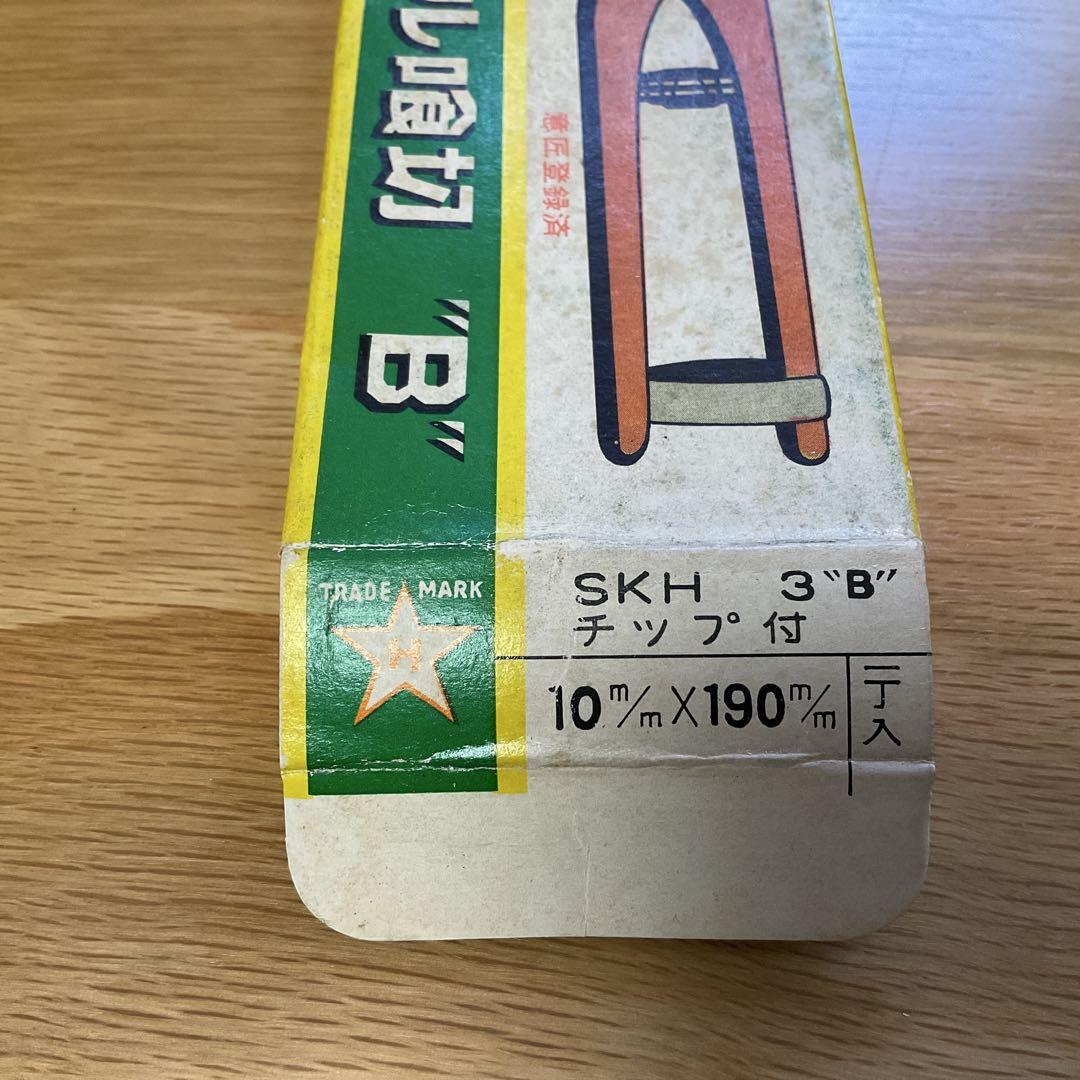 ル喰切 "B"
意匠登録済
TRADE MARK
SKH 3"B"
チップ付
10m/m X 190m/m
一丁入